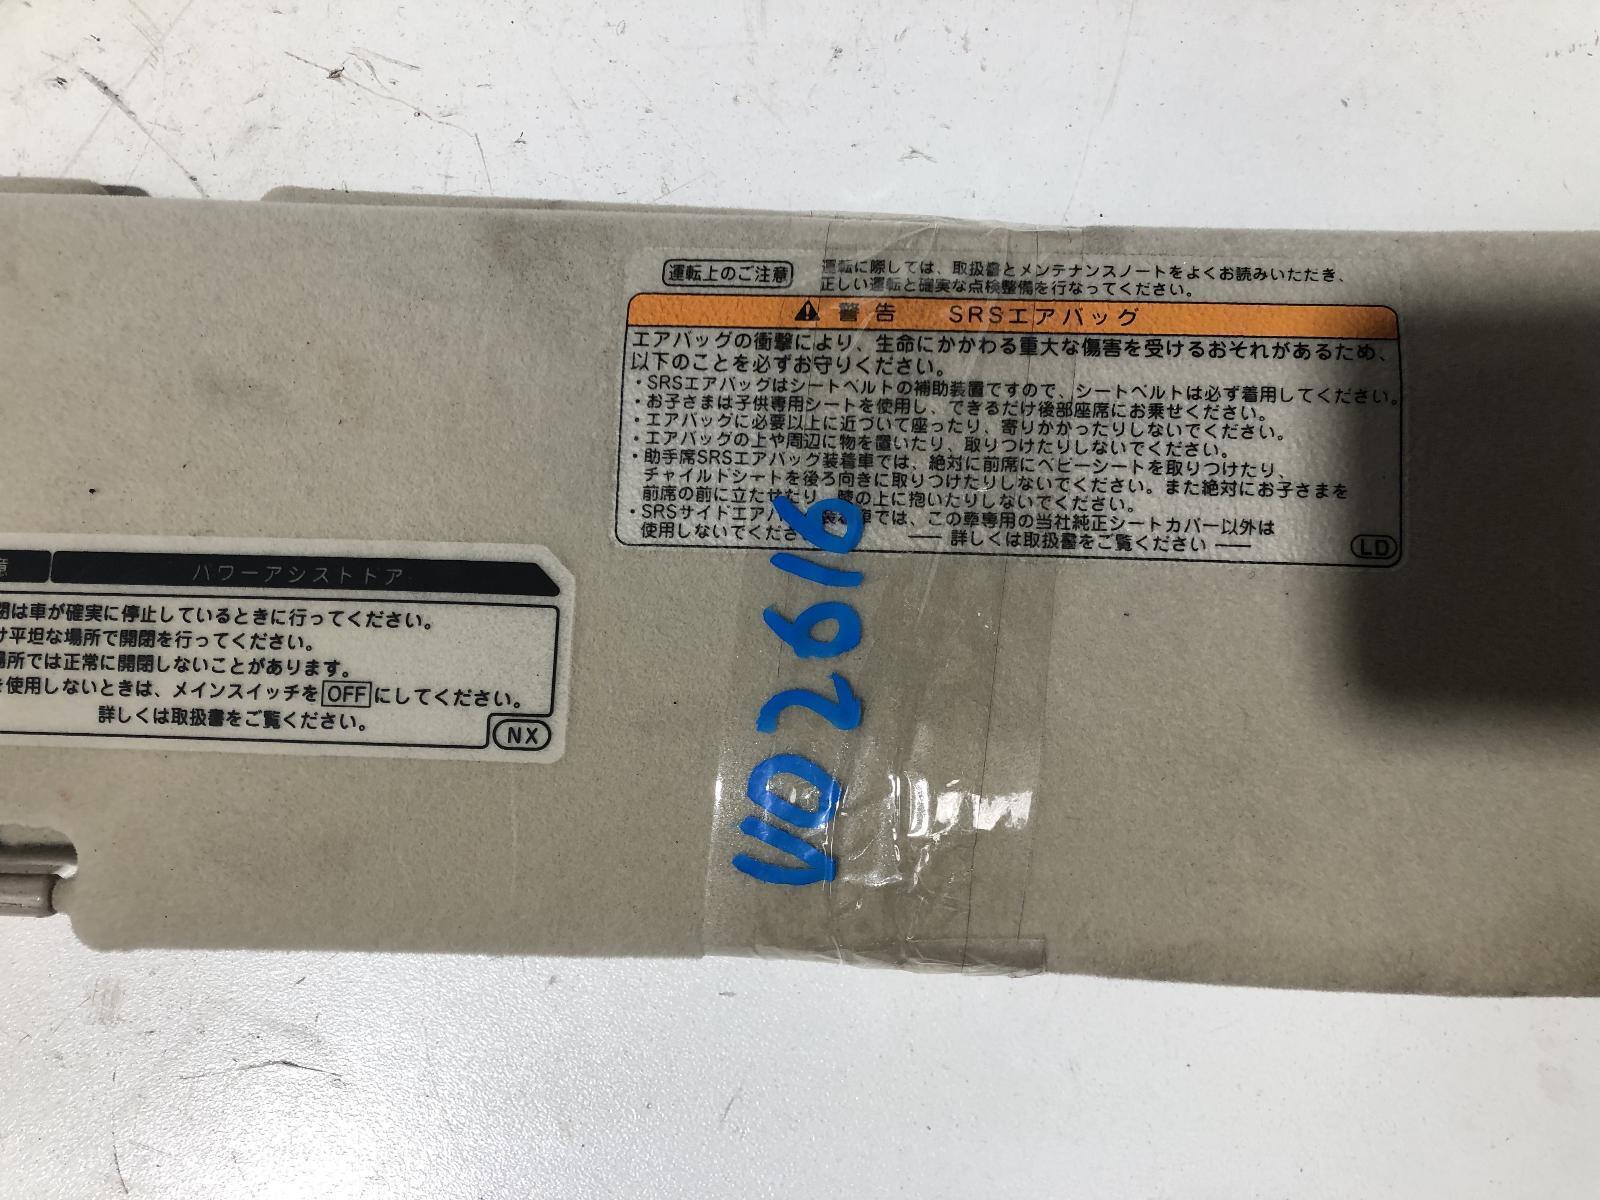 運転上のご注意
運転に際しては、取扱書とメンテナンスノートをよくお読みいただき、
正しい運転と確実な点検整備を行なってください。
警告 SRSエアバッグ
エアバッグの衝撃により、生命にかかわる重大な傷害を受けるおそれがあるため、
以下のことを必ずお守りください。
・SRSエアバッグはシートベルトの補助装置ですので、シートベルトは必ず着用してください。
・お子さまは子供専用シートを使用し、できるだけ後部座席にお乗せください。
・エアバッグに必要以上に近づいて座ったり、寄りかかったりしないでください。
・エアバッグの上や周辺に物を置いたり、取りつけたりしないでください。
・助手席SRSエアバッグ装着車では、絶対に前席にベビーシートを取りつけたり、
チャイルドシートを後ろ向きに取りつけたりしないでください。また絶対にお子さまを
前席の前に立たせたり、膝の上に抱いたりしないでください。
・SRSサイドエアバ 装着車では、この車専用の当社純正シートカバー以外は
使用しないでくださ
詳しくは取扱書をご覧ください
LD
意
パワーアシストドア
閉は車が確実に停止しているときに行ってください。
け平坦な場所で開閉を行ってください。
場所では正常に開閉しないことがあります。
を使用しないときは、メインスイッチをOFFにしてください。
詳しくは取扱書をご覧ください。
NX
V02616